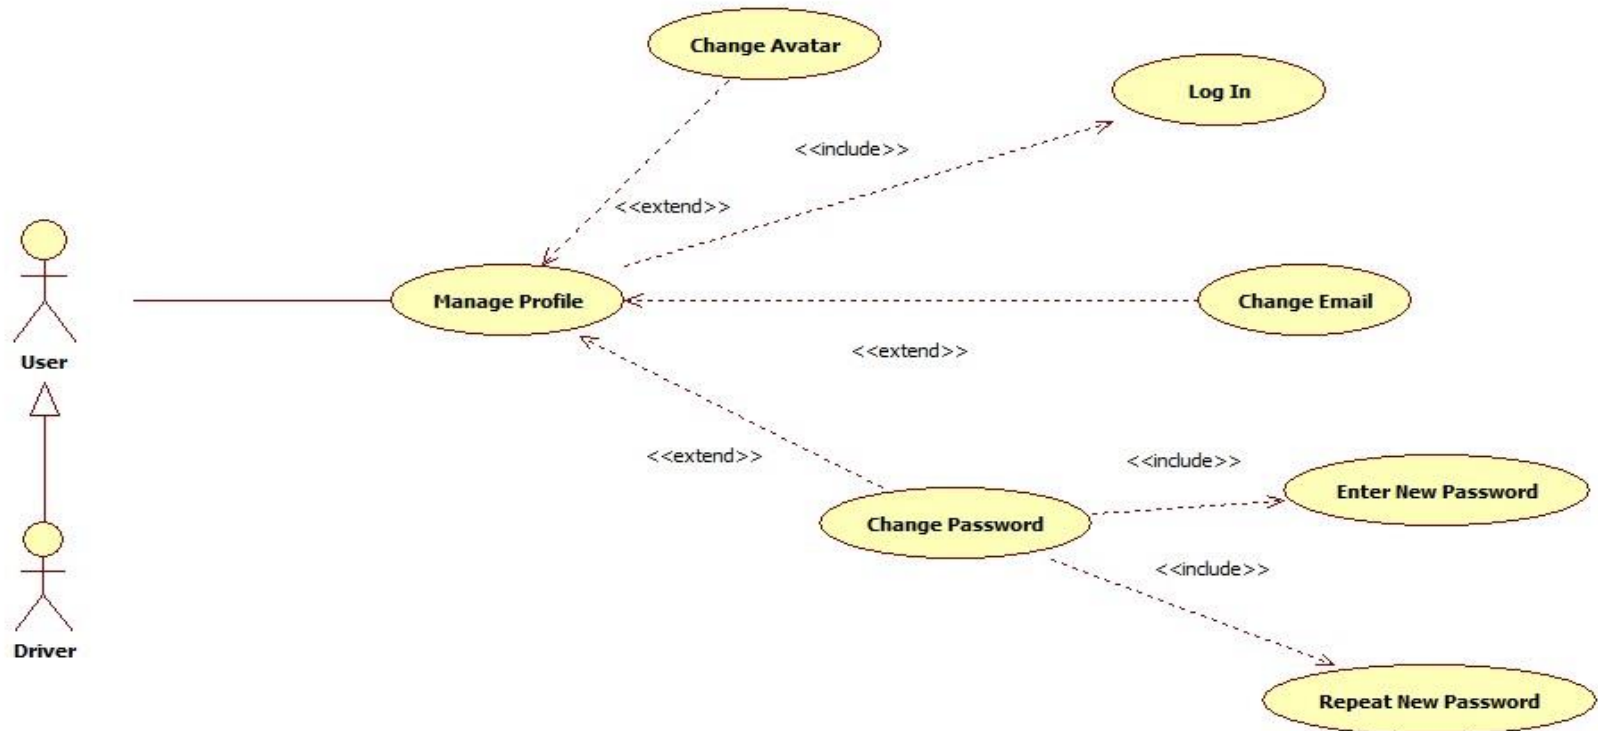 Change Avatar
Log In
<<include>>
<<extend>>
Manage Profile
Change Email
User
<<extend>>
<<extend>>
<<include>>
Enter New Password
Change Password
<<include>>
Driver
Repeat New Password